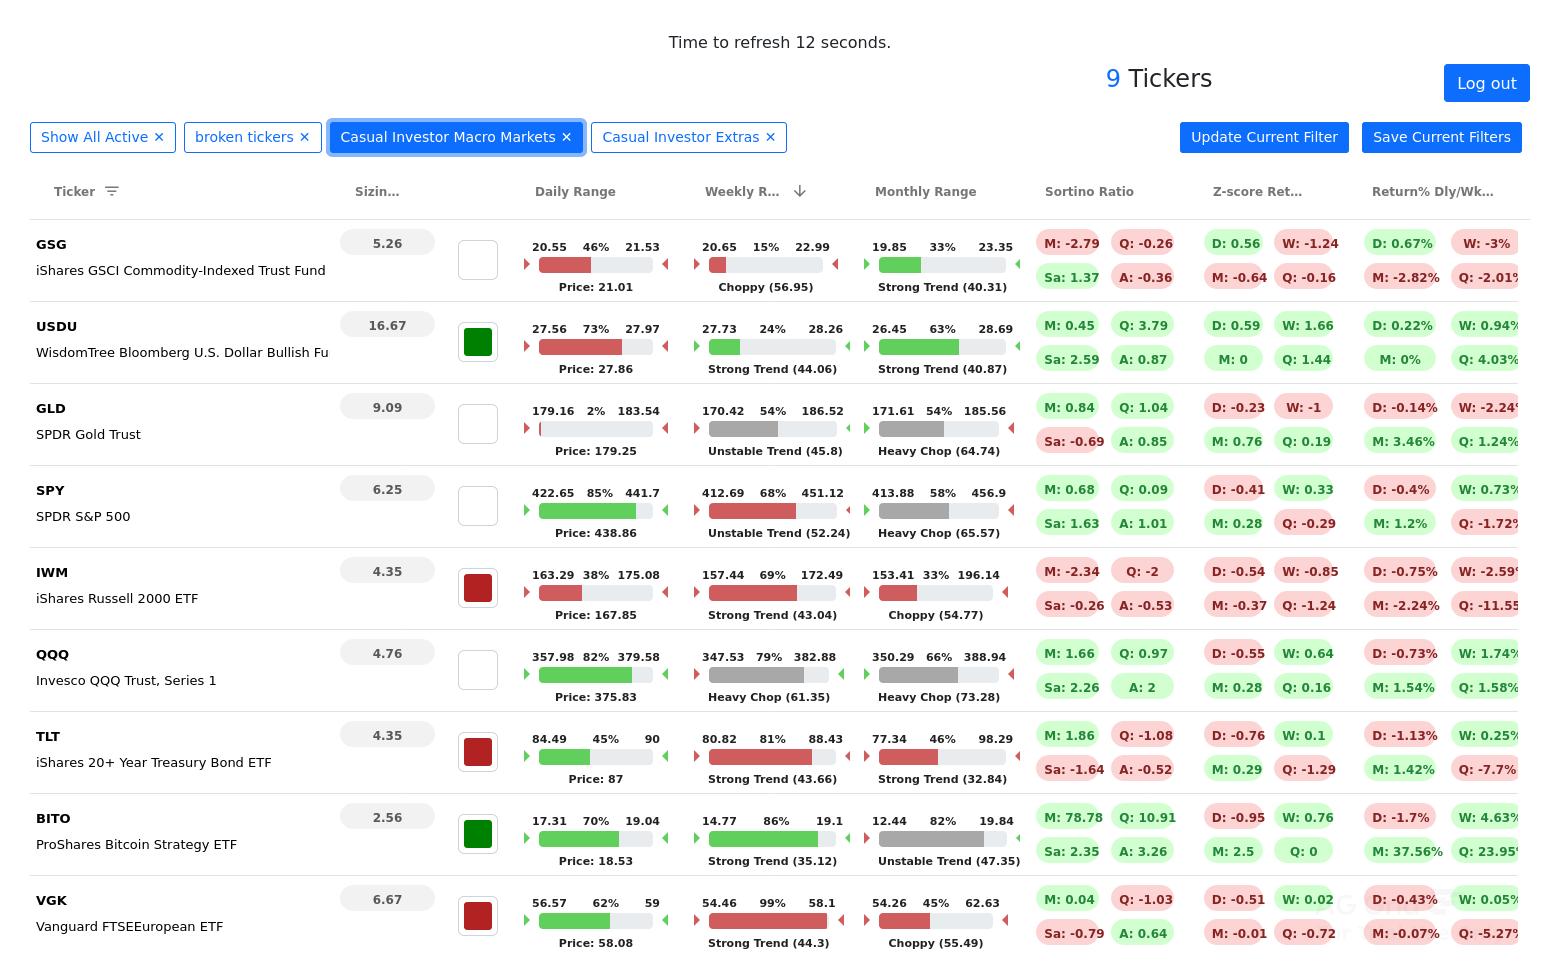 Time to refresh 12 seconds.
9 Tickers
Log out
Show All Active ✕ broken tickers ✕ Casual Investor Macro Markets ✕ Casual Investor Extras ✕ Update Current Filter Save Current Filters
Ticker Sizin… Daily Range Weekly R… Monthly Range Sortino Ratio Z-score Ret… Return% Dly/Wk…
GSG 5.26 20.55 46% 21.53 20.65 15% 22.99 19.85 33% 23.35 M: -2.79 Q: -0.26 D: 0.56 W: -1.24 D: 0.67% W: -3%
iShares GSCI Commodity-Indexed Trust Fund Sa: 1.37 A: -0.36 M: -0.64 Q: -0.16 M: -2.82% Q: -2.01%
Price: 21.01 Choppy (56.95) Strong Trend (40.31)
USDU 16.67 27.56 73% 27.97 27.73 24% 28.26 26.45 63% 28.69 M: 0.45 Q: 3.79 D: 0.59 W: 1.66 D: 0.22% W: 0.94%
WisdomTree Bloomberg U.S. Dollar Bullish Fu Sa: 2.59 A: 0.87 M: 0 Q: 1.44 M: 0% Q: 4.03%
Price: 27.86 Strong Trend (44.06) Strong Trend (40.87)
GLD 9.09 179.16 2% 183.54 170.42 54% 186.52 171.61 54% 185.56 M: 0.84 Q: 1.04 D: -0.23 W: -1 D: -0.14% W: -2.24%
SPDR Gold Trust Sa: -0.69 A: 0.85 M: 0.76 Q: 0.19 M: 3.46% Q: 1.24%
Price: 179.25 Unstable Trend (45.8) Heavy Chop (64.74)
SPY 6.25 422.65 85% 441.7 412.69 68% 451.12 413.88 58% 456.9 M: 0.68 Q: 0.09 D: -0.41 W: 0.33 D: -0.4% W: 0.73%
SPDR S&P 500 Sa: 1.63 A: 1.01 M: 0.28 Q: -0.29 M: 1.2% Q: -1.72%
Price: 438.86 Unstable Trend (52.24) Heavy Chop (65.57)
IWM 4.35 163.29 38% 175.08 157.44 69% 172.49 153.41 33% 196.14 M: -2.34 Q: -2 D: -0.54 W: -0.85 D: -0.75% W: -2.59%
iShares Russell 2000 ETF Sa: -0.26 A: -0.53 M: -0.37 Q: -1.24 M: -2.24% Q: -11.55
Price: 167.85 Strong Trend (43.04) Choppy (54.77)
QQQ 4.76 357.98 82% 379.58 347.53 79% 382.88 350.29 66% 388.94 M: 1.66 Q: 0.97 D: -0.55 W: 0.64 D: -0.73% W: 1.74%
Invesco QQQ Trust, Series 1 Sa: 2.26 A: 2 M: 0.28 Q: 0.16 M: 1.54% Q: 1.58%
Price: 375.83 Heavy Chop (61.35) Heavy Chop (73.28)
TLT 4.35 84.49 45% 90 80.82 81% 88.43 77.34 46% 98.29 M: 1.86 Q: -1.08 D: -0.76 W: 0.1 D: -1.13% W: 0.25%
iShares 20+ Year Treasury Bond ETF Sa: -1.64 A: -0.52 M: 0.29 Q: -1.29 M: 1.42% Q: -7.7%
Price: 87 Strong Trend (43.66) Strong Trend (32.84)
BITO 2.56 17.31 70% 19.04 14.77 86% 19.1 12.44 82% 19.84 M: 78.78 Q: 10.91 D: -0.95 W: 0.76 D: -1.7% W: 4.63%
ProShares Bitcoin Strategy ETF Sa: 2.35 A: 3.26 M: 2.5 Q: 0 M: 37.56% Q: 23.95%
Price: 18.53 Strong Trend (35.12) Unstable Trend (47.35)
VGK 6.67 56.57 62% 59 54.46 99% 58.1 54.26 45% 62.63 M: 0.04 Q: -1.03 D: -0.51 W: 0.02 D: -0.43% W: 0.05%
Vanguard FTSEEuropean ETF Sa: -0.79 A: 0.64 M: -0.01 Q: -0.72 M: -0.07% Q: -5.27%
Price: 58.08 Strong Trend (44.3) Choppy (55.49)